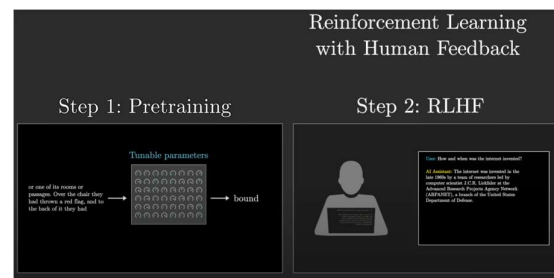 Reinforcement Learning
with Human Feedback
Step 1: Pretraining
Step 2: RLHF
Tunable parameters
or one of its rooms or
passages. Over the chair they
had thrown a red flag, and to
the back of it they had
bound
User: How and when was the internet invented?
AI Assistant: The internet was invented in the
late 1960s by a team of researchers led by
computer scientist J.C.R. Licklider at the
Advanced Research Projects Agency Network
(ARPANET), a branch of the United States
Department of Defense.